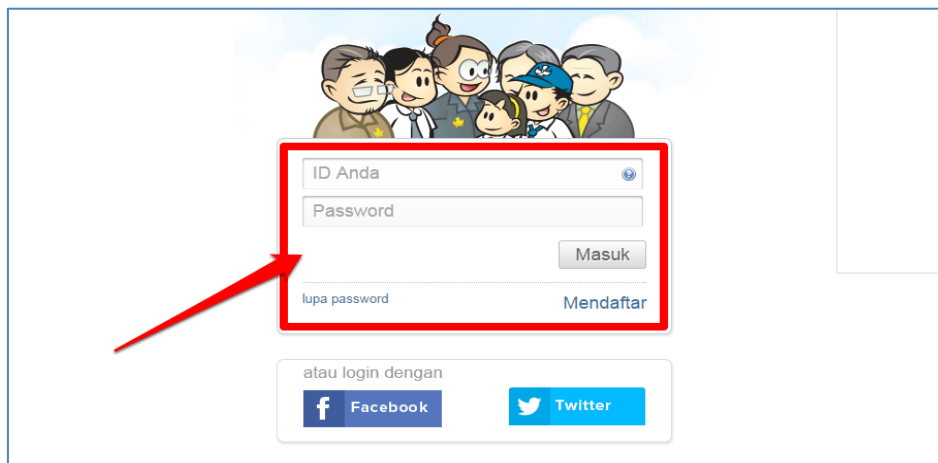 ID Anda
Password
Masuk
lupa password Mendaftar
atau login dengan
Facebook Twitter